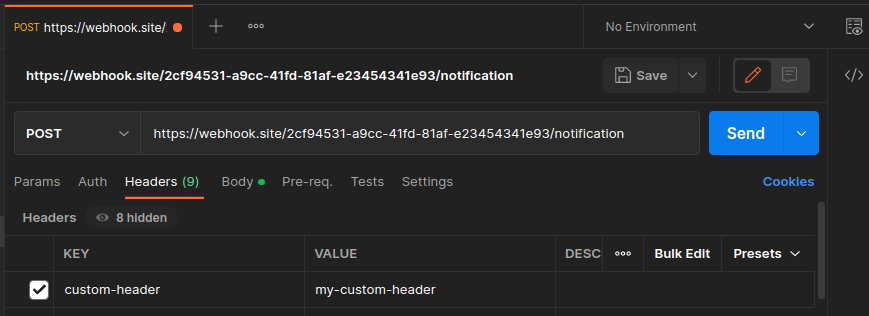 POST https://webhook.site/
No Environment
https://webhook.site/2cf94531-a9cc-41fd-81af-e23454341e93/notification
Save
POST https://webhook.site/2cf94531-a9cc-41fd-81af-e23454341e93/notification Send
Params Auth Headers (9) Body Pre-req. Tests Settings Cookies
Headers 8 hidden
KEY VALUE DESC Bulk Edit Presets
custom-header my-custom-header